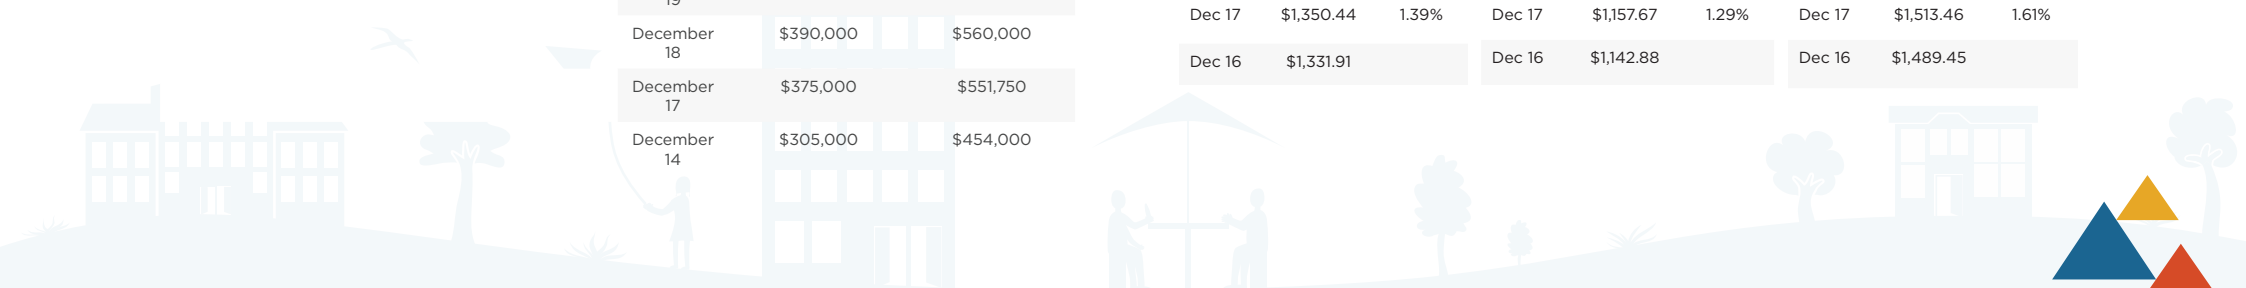 19
December $390,000 $560,000
18
December $375,000 $551,750
17
December $305,000 $454,000
14
Dec 17 $1,350.44 1.39%
Dec 16 $1,331.91
Dec 17 $1,157.67 1.29%
Dec 16 $1,142.88
Dec 17 $1,513.46 1.61%
Dec 16 $1,489.45